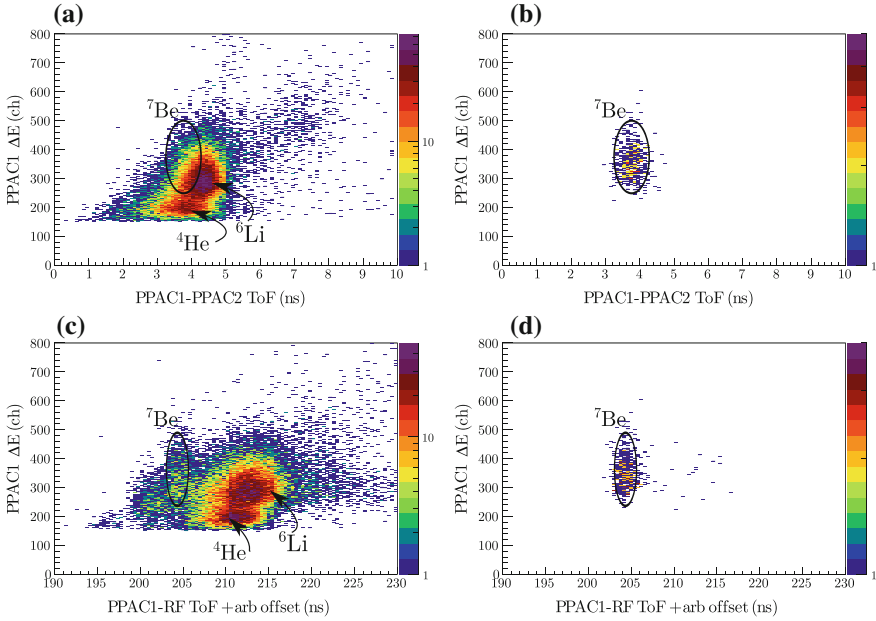 (a)
PPAC1 ΔE (ch)
800
700
600
500
400
300
200
100
0
⁷Be
⁶Li
⁴He
0 1 2 3 4 5 6 7 8 9 10
PPAC1-PPAC2 ToF (ns)
10
1
(b)
PPAC1 ΔE (ch)
800
700
600
500
400
300
200
100
0
⁷Be
0 1 2 3 4 5 6 7 8 9 10
PPAC1-PPAC2 ToF (ns)
1
(c)
PPAC1 ΔE (ch)
800
700
600
500
400
300
200
100
0
⁷Be
⁶Li
⁴He
190 195 200 205 210 215 220 225 230
PPAC1-RF ToF +arb offset (ns)
10
1
(d)
PPAC1 ΔE (ch)
800
700
600
500
400
300
200
100
0
⁷Be
190 195 200 205 210 215 220 225 230
PPAC1-RF ToF +arb offset (ns)
1